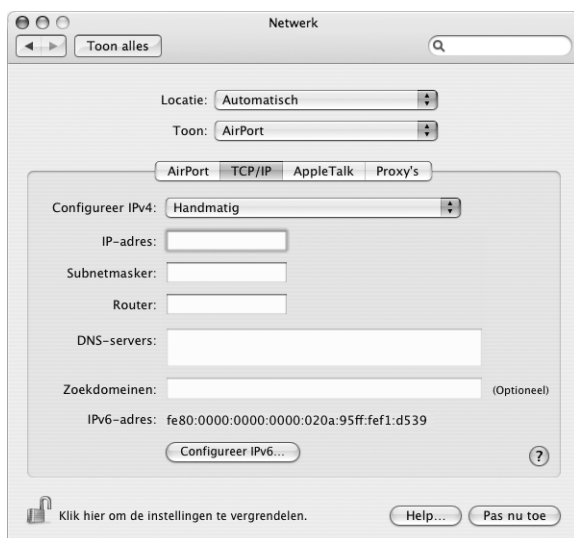 Netwerk
Toon alles
Locatie: Automatisch
Toon: AirPort
AirPort TCP/IP AppleTalk Proxy's
Configureer IPv4: Handmatig
IP-adres:
Subnetmasker:
Router:
DNS-servers:
Zoekdomeinen: (Optioneel)
IPv6-adres: fe80:0000:0000:0000:020a:95ff:fef1:d539
Configureer IPv6... ?
Klik hier om de instellingen te vergrendelen. Help... Pas nu toe